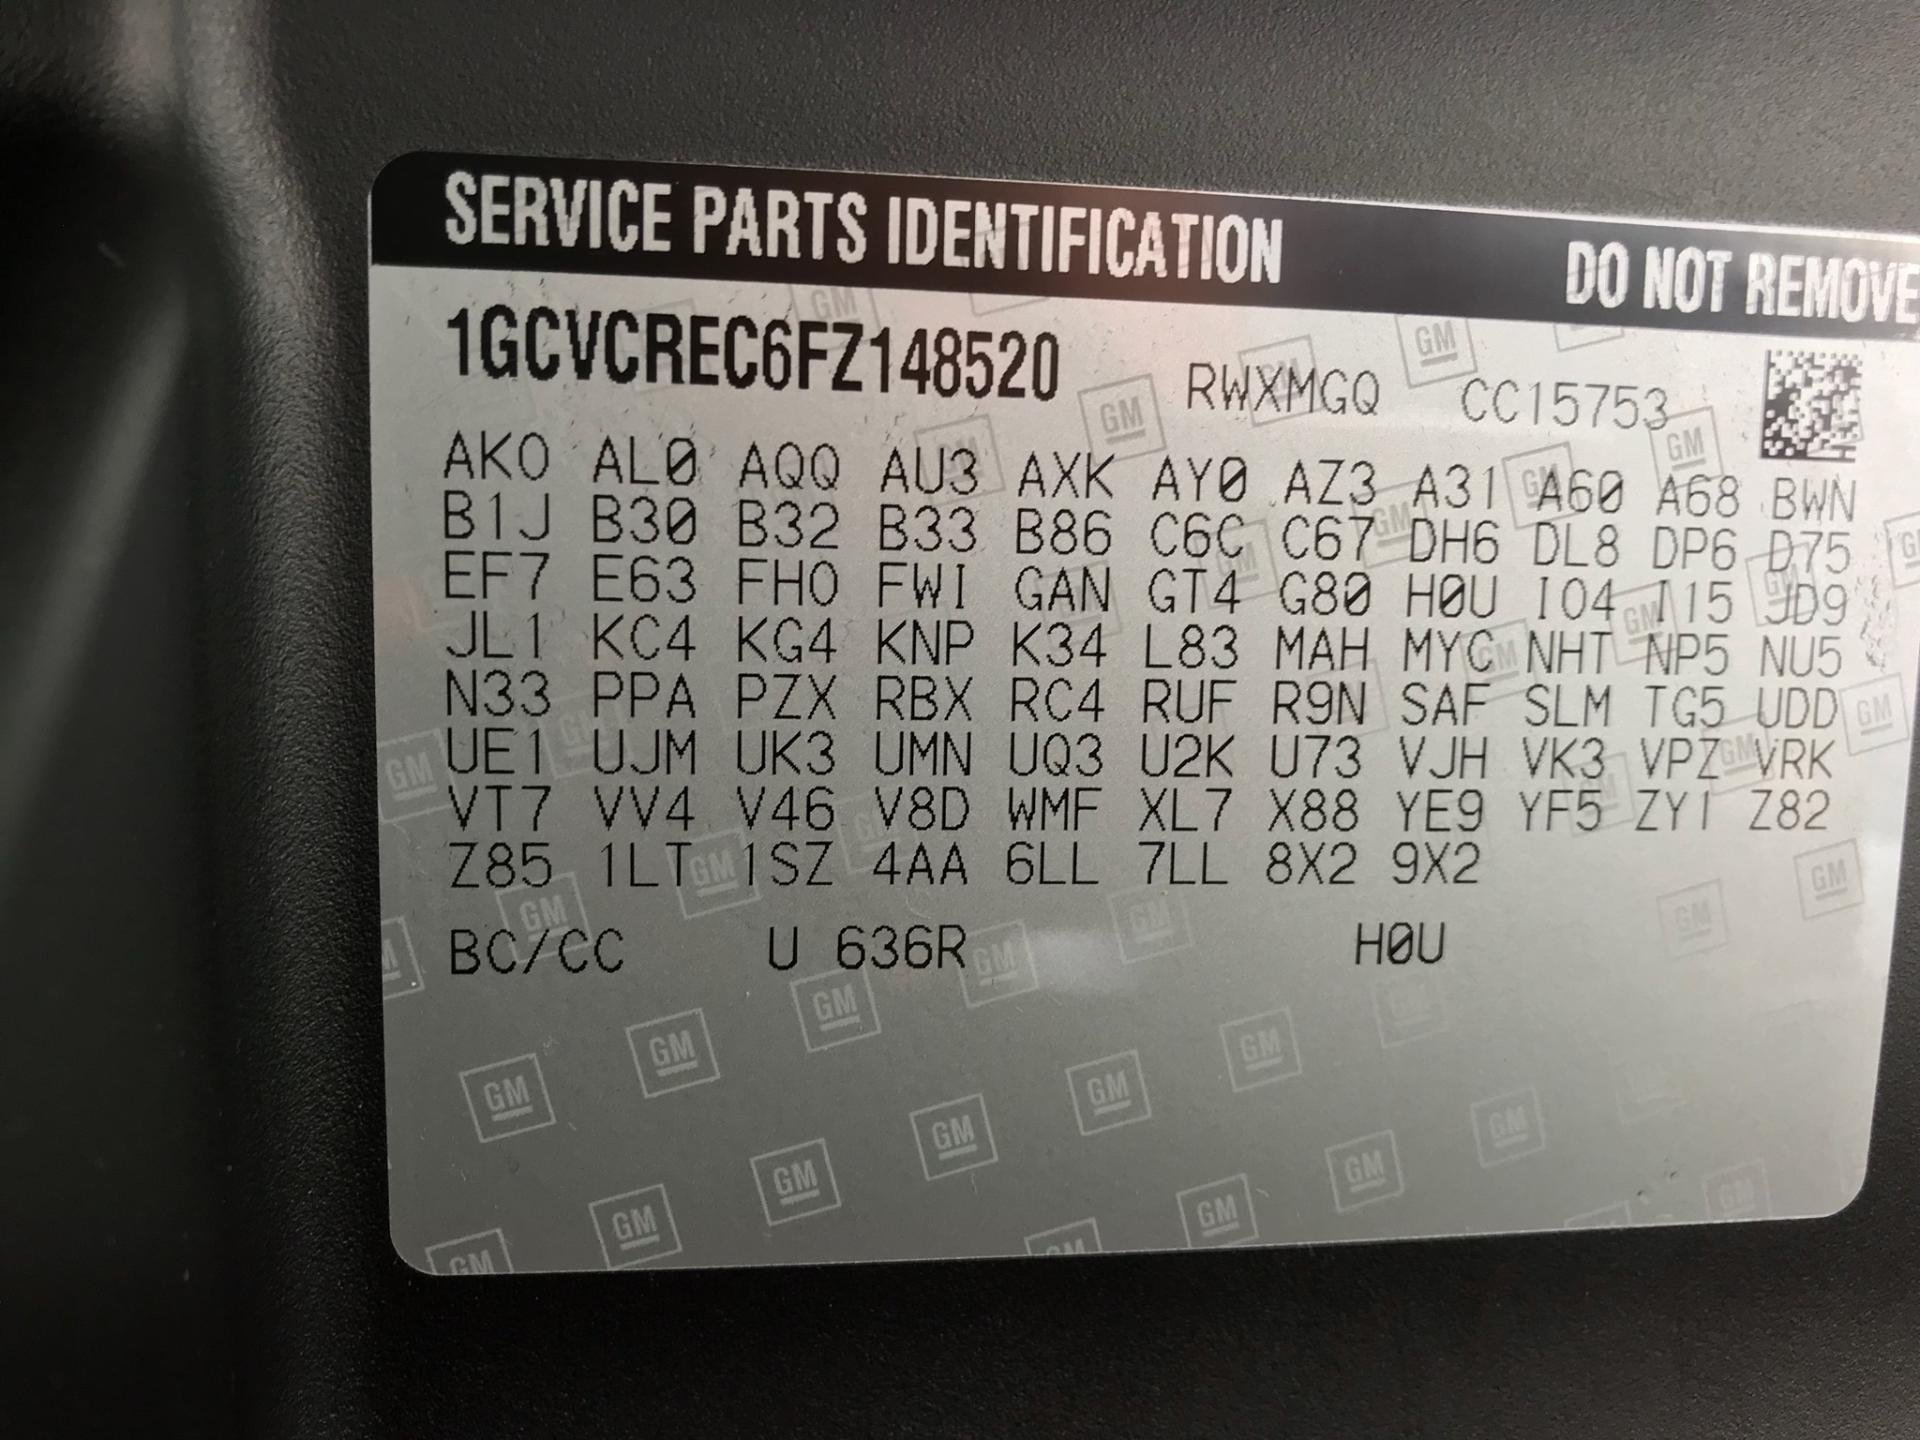 SERVICE PARTS IDENTIFICATION DO NOT REMOVE
1GCVCREC6FZ148520 RWXMGQ CC15753
AKO AL0 AQQ AU3 AXK AY0 AZ3 A31 A60 A68 BWN
B1J B30 B32 B33 B86 C6C C67 DH6 DL8 DP6 D75
EF7 E63 FHO FWI GAN GT4 G80 H0U IO4 I15 JD9
JL1 KC4 KG4 KNP K34 L83 MAH MYC NHT NP5 NU5
N33 PPA PZX RBX RC4 RUF R9N SAF SLM TG5 UDD
UE1 UJM UK3 UMN UQ3 U2K U73 VJH VK3 VPZ VRK
VT7 VV4 V46 V8D WMF XL7 X88 YE9 YF5 ZY1 Z82
Z85 1LT 1SZ 4AA 6LL 7LL 8X2 9X2
BC/CC U 636R H0U